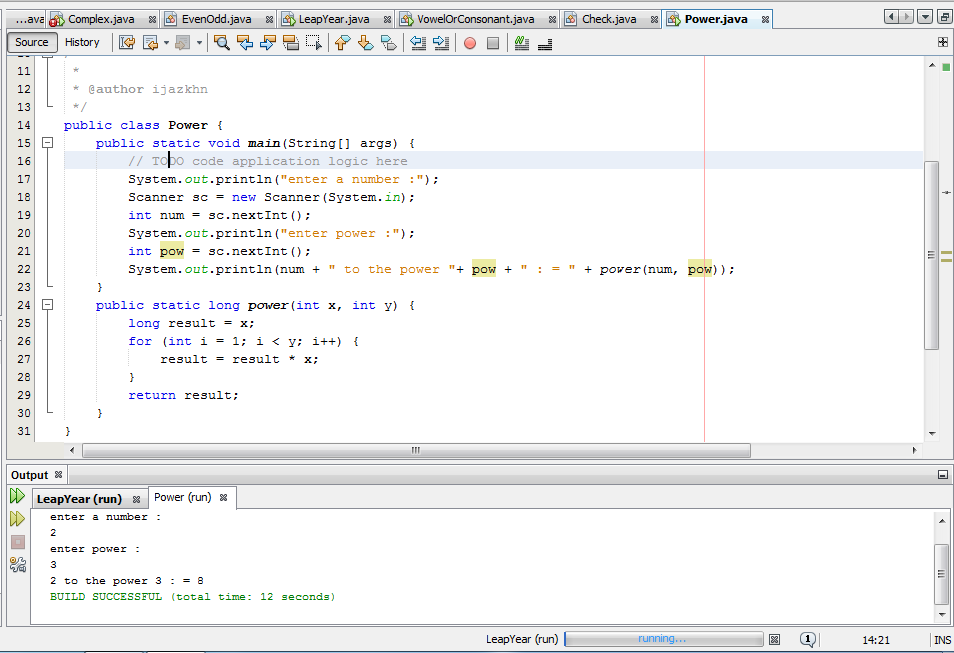 ...ava Complex.java EvenOdd.java LeapYear.java VowelOrConsonant.java Check.java Power.java
Source History
11 *
12 * @author ijazkhn
13 */
14 public class Power {
15 public static void main(String[] args) {
16 // TODO code application logic here
17 System.out.println("enter a number :");
18 Scanner sc = new Scanner(System.in);
19 int num = sc.nextInt();
20 System.out.println("enter power :");
21 int pow = sc.nextInt();
22 System.out.println(num + " to the power "+ pow + " : = " + power(num, pow));
23 }
24 public static long power(int x, int y) {
25 long result = x;
26 for (int i = 1; i < y; i++) {
27 result = result * x;
28 }
29 return result;
30 }
31 }
Output
LeapYear (run) Power (run)
enter a number :
2
enter power :
3
2 to the power 3 : = 8
BUILD SUCCESSFUL (total time: 12 seconds)
LeapYear (run) running... 1 14:21 INS